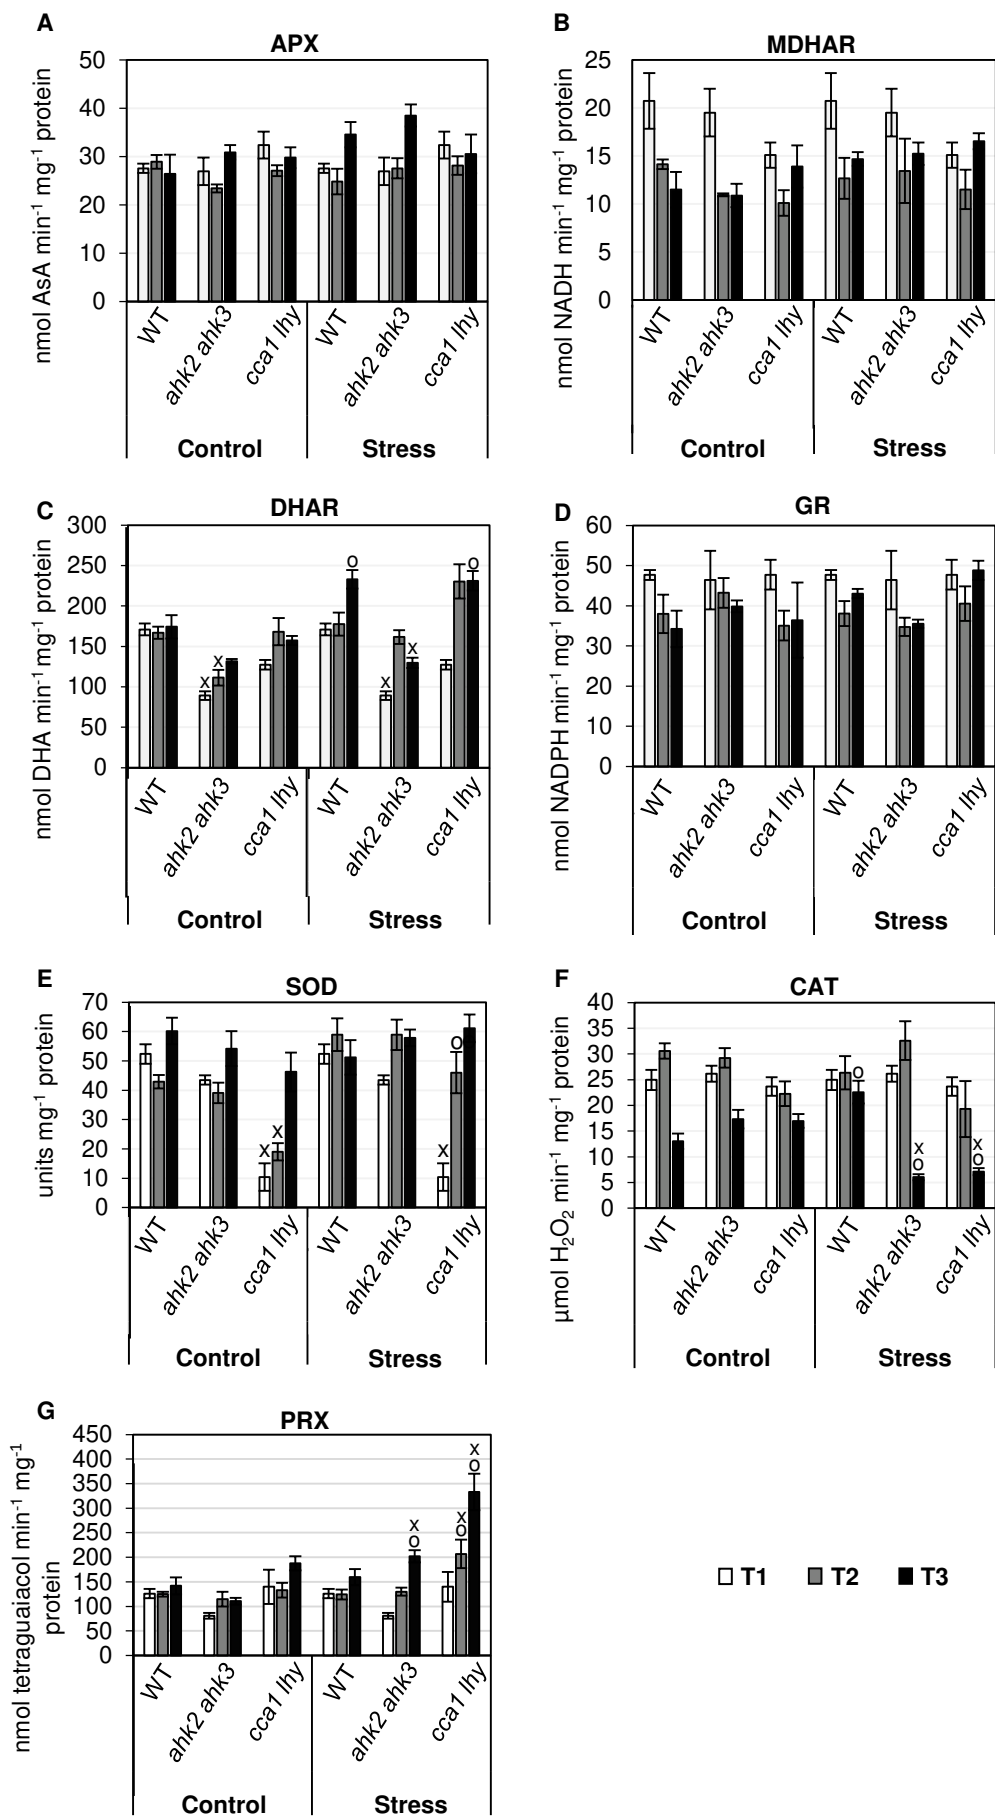 A
APX
nmol AsA min⁻¹ mg⁻¹ protein
50
40
30
20
10
0
WT
ahk2 ahk3
cca1 lhy
WT
ahk2 ahk3
cca1 lhy
Control
Stress
B
MDHAR
nmol NADH min⁻¹ mg⁻¹ protein
25
20
15
10
5
0
WT
ahk2 ahk3
cca1 lhy
WT
ahk2 ahk3
cca1 lhy
Control
Stress
C
DHAR
nmol DHA min⁻¹ mg⁻¹ protein
300
250
200
150
100
50
0
x
x
o
x
x
o
WT
ahk2 ahk3
cca1 lhy
WT
ahk2 ahk3
cca1 lhy
Control
Stress
D
GR
nmol NADPH min⁻¹ mg⁻¹ protein
60
50
40
30
20
10
0
WT
ahk2 ahk3
cca1 lhy
WT
ahk2 ahk3
cca1 lhy
Control
Stress
E
SOD
units mg⁻¹ protein
70
60
50
40
30
20
10
0
x
x
x
o
WT
ahk2 ahk3
cca1 lhy
WT
ahk2 ahk3
cca1 lhy
Control
Stress
F
CAT
µmol H₂O₂ min⁻¹ mg⁻¹ protein
40
35
30
25
20
15
10
5
0
o
x
o
x
o
WT
ahk2 ahk3
cca1 lhy
WT
ahk2 ahk3
cca1 lhy
Control
Stress
G
PRX
nmol tetraguaiacol min⁻¹ mg⁻¹
protein
450
400
350
300
250
200
150
100
50
0
x
o
x
o
x
o
WT
ahk2 ahk3
cca1 lhy
WT
ahk2 ahk3
cca1 lhy
Control
Stress
T1 T2 T3